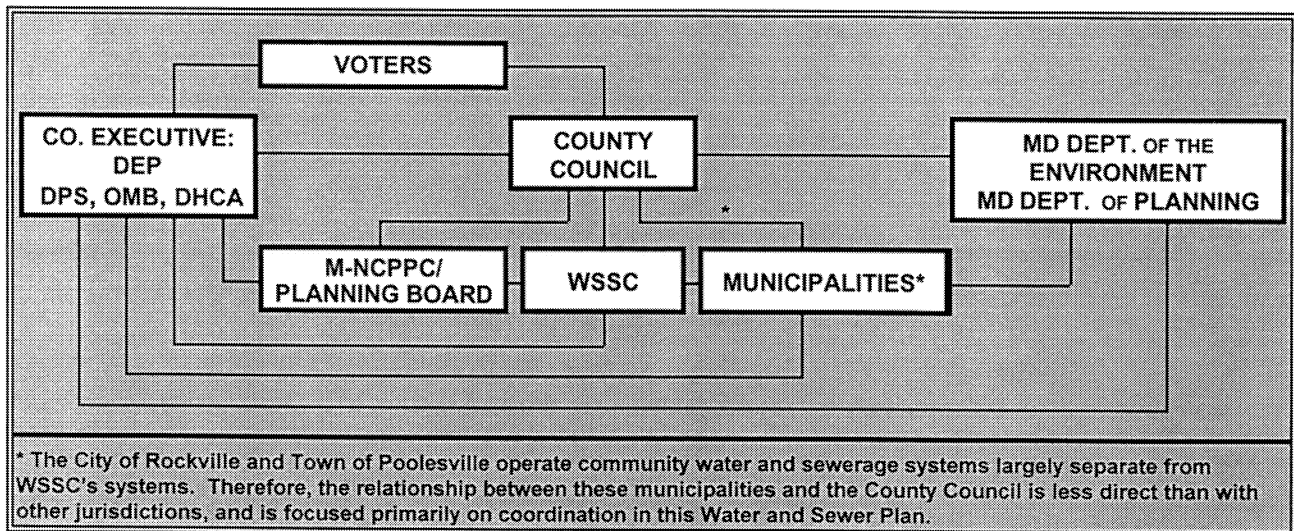 VOTERS
CO. EXECUTIVE:
DEP
DPS, OMB, DHCA
COUNTY
COUNCIL
MD DEPT. OF THE
ENVIRONMENT
MD DEPT. OF PLANNING
*
M-NCPPC/
PLANNING BOARD
WSSC
MUNICIPALITIES*
* The City of Rockville and Town of Poolesville operate community water and sewerage systems largely separate from
WSSC's systems. Therefore, the relationship between these municipalities and the County Council is less direct than with
other jurisdictions, and is focused primarily on coordination in this Water and Sewer Plan.